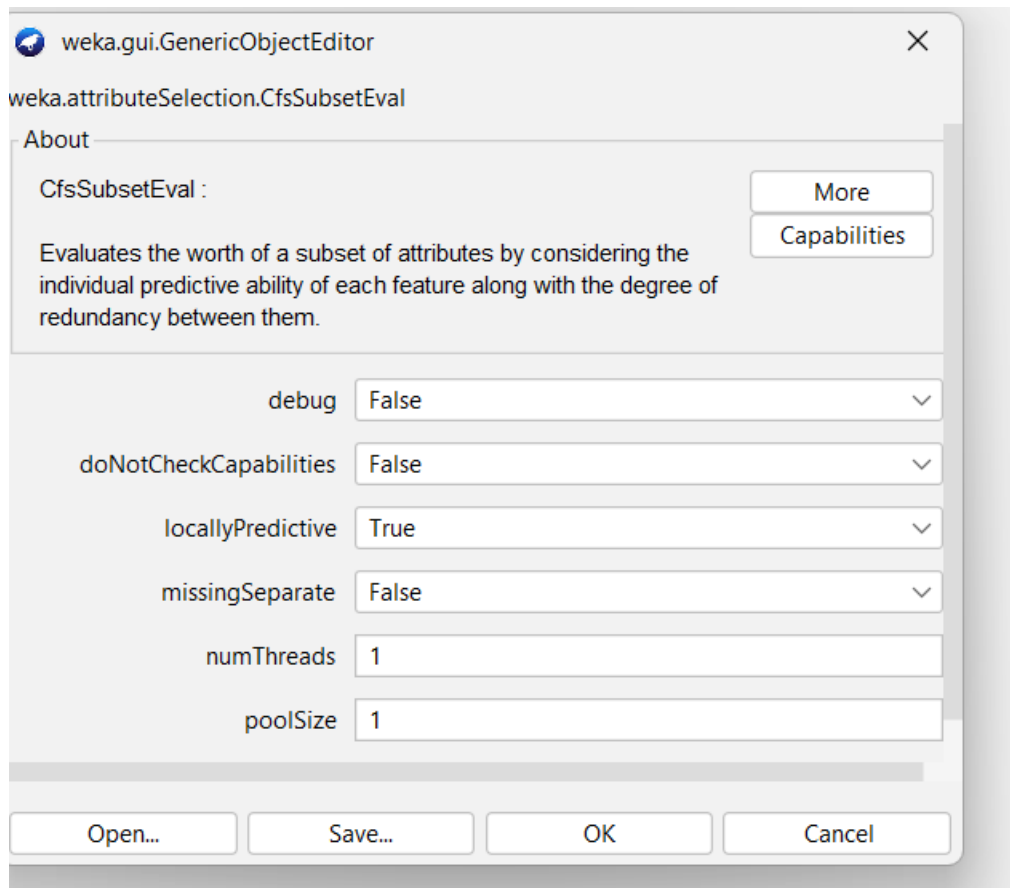 weka.gui.GenericObjectEditor
weka.attributeSelection.CfsSubsetEval
About
CfsSubsetEval :
More
Capabilities
Evaluates the worth of a subset of attributes by considering the
individual predictive ability of each feature along with the degree of
redundancy between them.
debug False
doNotCheckCapabilities False
locallyPredictive True
missingSeparate False
numThreads 1
poolSize 1
Open... Save... OK Cancel